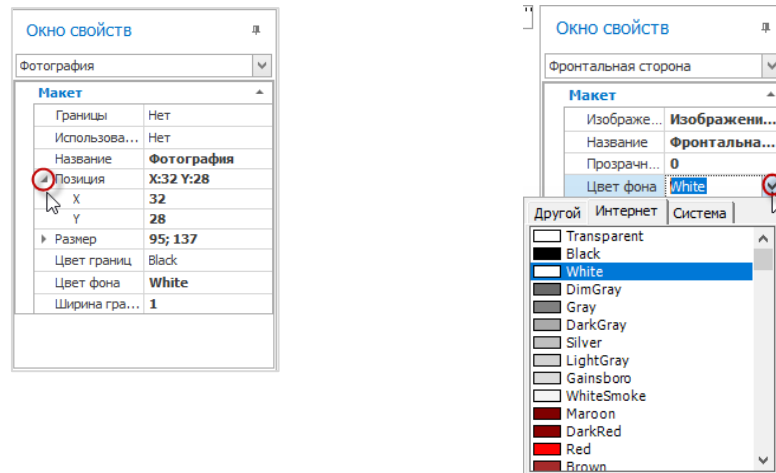 Окно свойств
Фотография
Макет
Границы Нет
Использова... Нет
Название Фотография
Позиция X:32 Y:28
X 32
Y 28
Размер 95; 137
Цвет границ Black
Цвет фона White
Ширина гра... 1
Окно свойств
Фронтальная сторона
Макет
Изображе... Изображени...
Название Фронтальна...
Прозрачн... 0
Цвет фона White
Другой Интернет Система
Transparent
Black
White
DimGray
Gray
DarkGray
Silver
LightGray
Gainsboro
WhiteSmoke
Maroon
DarkRed
Red
Brown